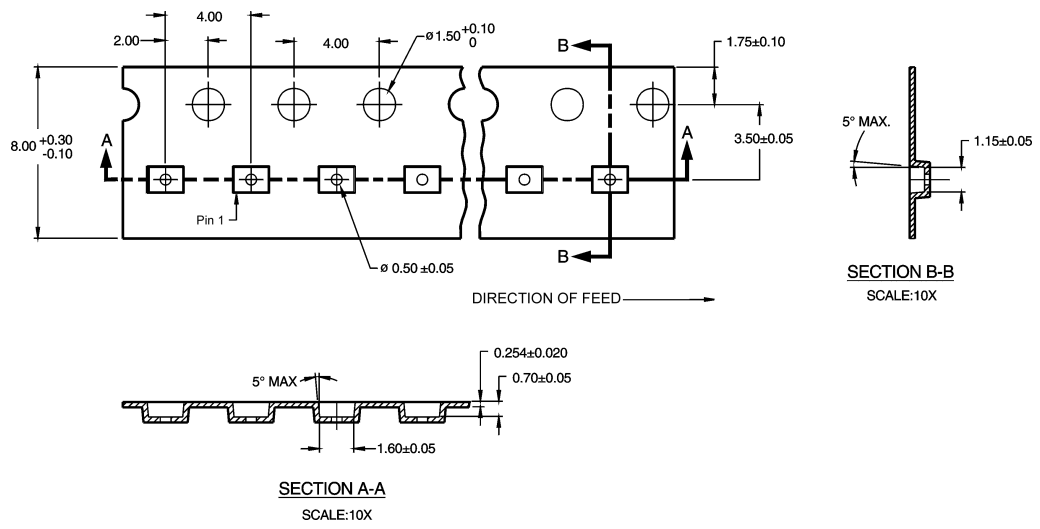 4.00
2.00
4.00
ø1.50 +0.10
0
B
1.75±0.10
8.00 +0.30
-0.10
A
A
3.50±0.05
5° MAX.
1.15±0.05
Pin 1
B
ø 0.50 ±0.05
SECTION B-B
SCALE:10X
DIRECTION OF FEED
0.254±0.020
5° MAX
0.70±0.05
1.60±0.05
SECTION A-A
SCALE:10X